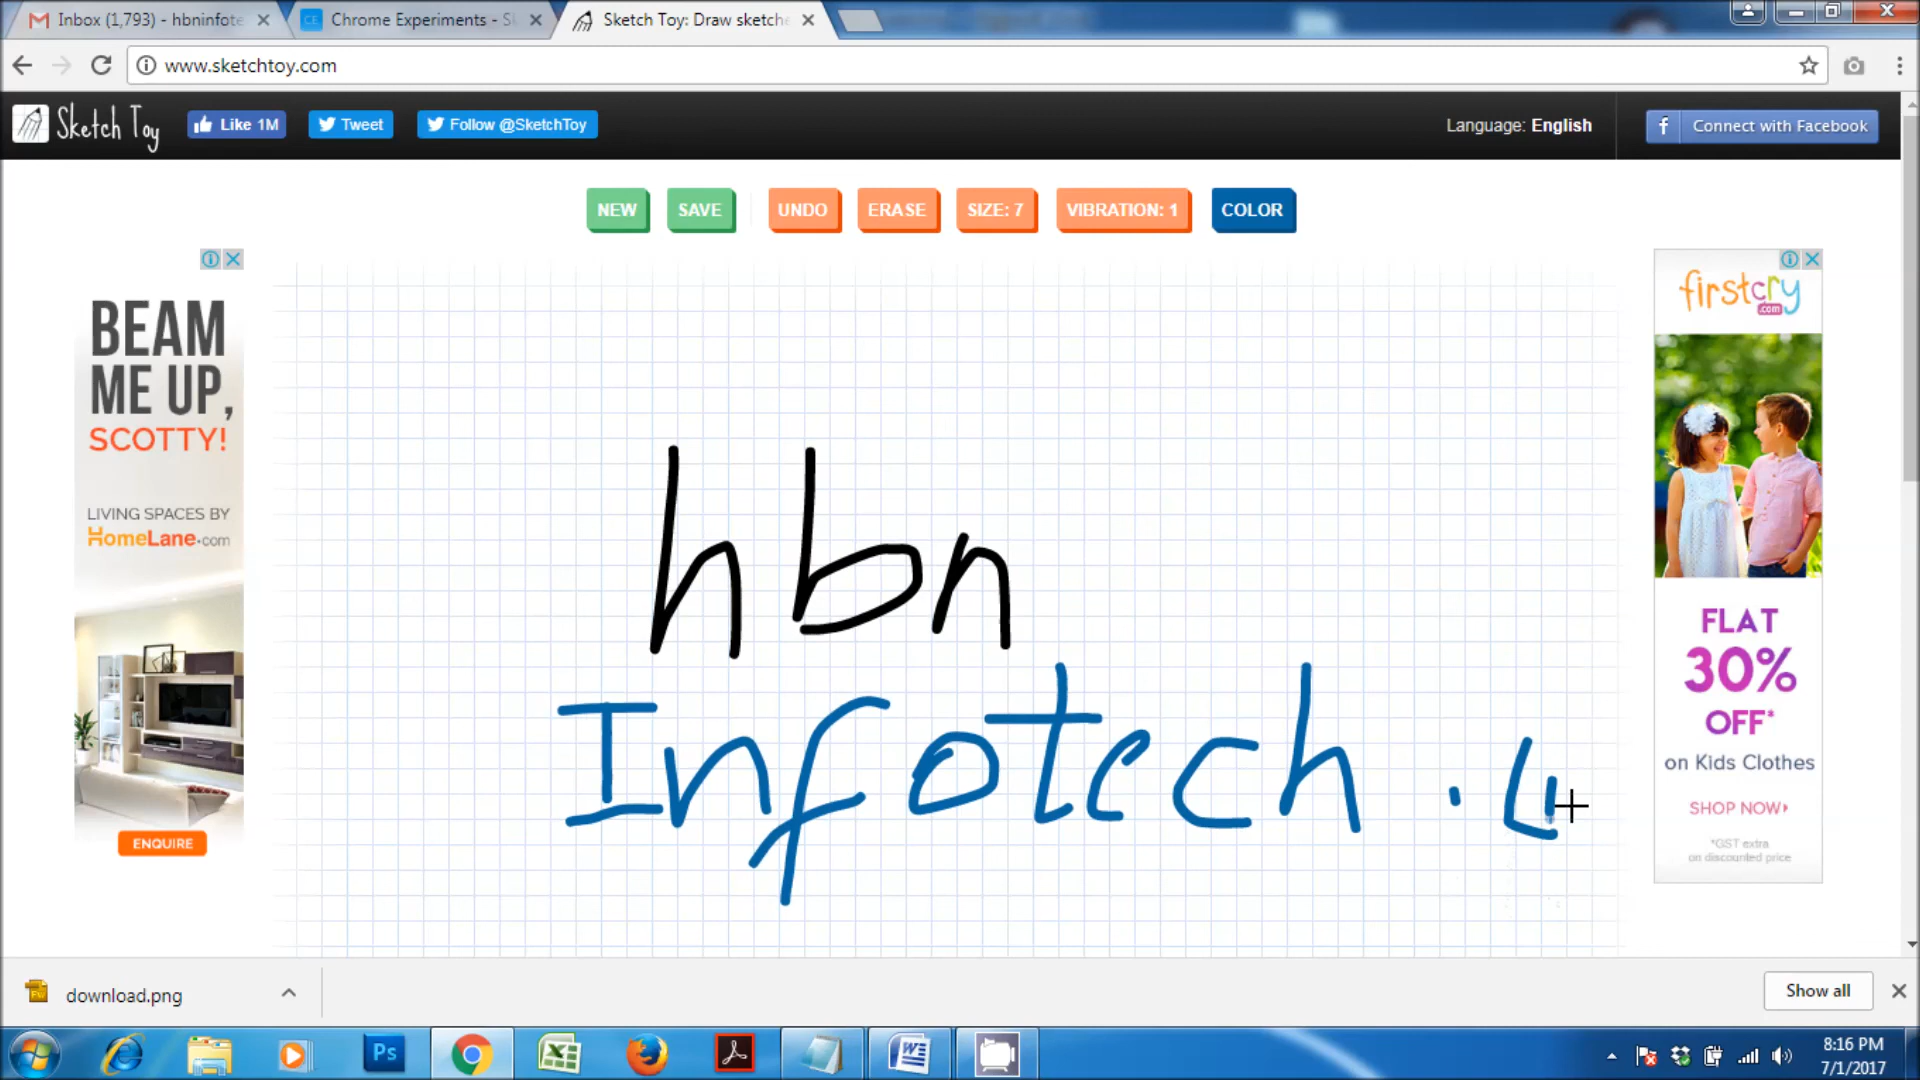 Inbox (1,793) - hbninfote
Chrome Experiments - S
Sketch Toy: Draw sketche
www.sketchtoy.com
Sketch Toy
Like 1M
Tweet
Follow @SketchToy
Language: English
f Connect with Facebook
NEW
SAVE
UNDO
ERASE
SIZE: 7
VIBRATION: 1
COLOR
BEAM
ME UP,
SCOTTY!
LIVING SPACES BY
HomeLane.com
ENQUIRE
hbn
Infotech .
firstcry
.com
FLAT
30%
OFF*
on Kids Clothes
SHOP NOW
*GST extra
on discounted price
download.png
Show all
Ps
8:16 PM
7/1/2017